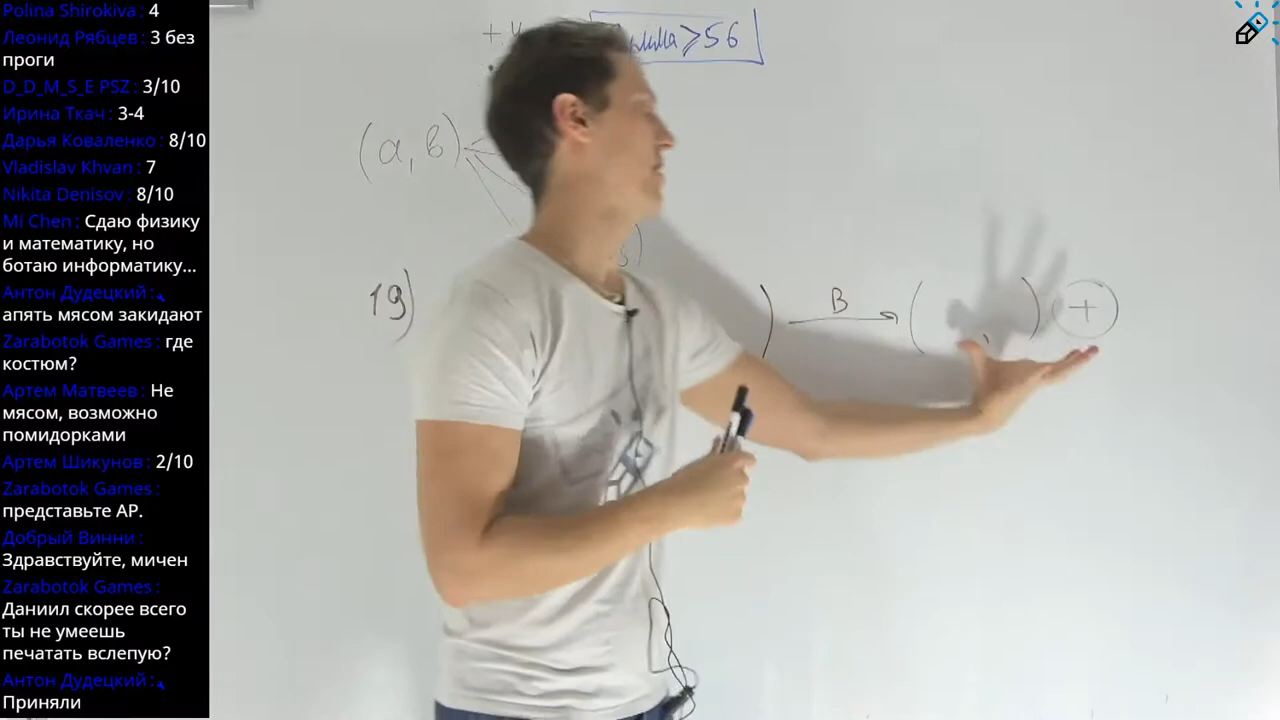 Polina Shirokiva : 4
Леонид Рябцев : 3 без
проги
D_D_M_S_E PSZ : 3/10
Ирина Ткач : 3-4
Дарья Коваленко : 8/10
Vladislav Khvan : 7
Nikita Denisov : 8/10
Mi Chen : Сдаю физику
и математику, но
ботаю информатику...
Антон Дудецкий :
апять мясом закидают
Zarabotok Games : где
костюм?
Артем Матвеев : Не
мясом, возможно
помидорками
Артем Шикунов : 2/10
Zarabotok Games :
представьте АР.
Добрый Винни :
Здравствуйте, мичен
Zarabotok Games :
Даниил скорее всего
ты не умеешь
печатать вслепую?
Антон Дудецкий :
Приняли
⩾56
(a, b)
19)
) B → ( , ) +